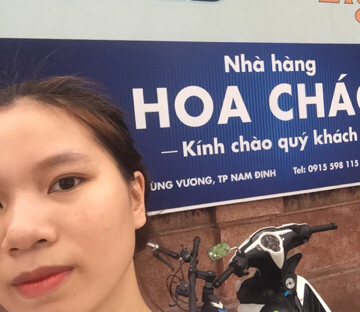 Nhà hàng
HOA CHÁ
— Kính chào quý khách
ÙNG VƯƠNG, TP NAM ĐỊNH Tel: 0915 598 115